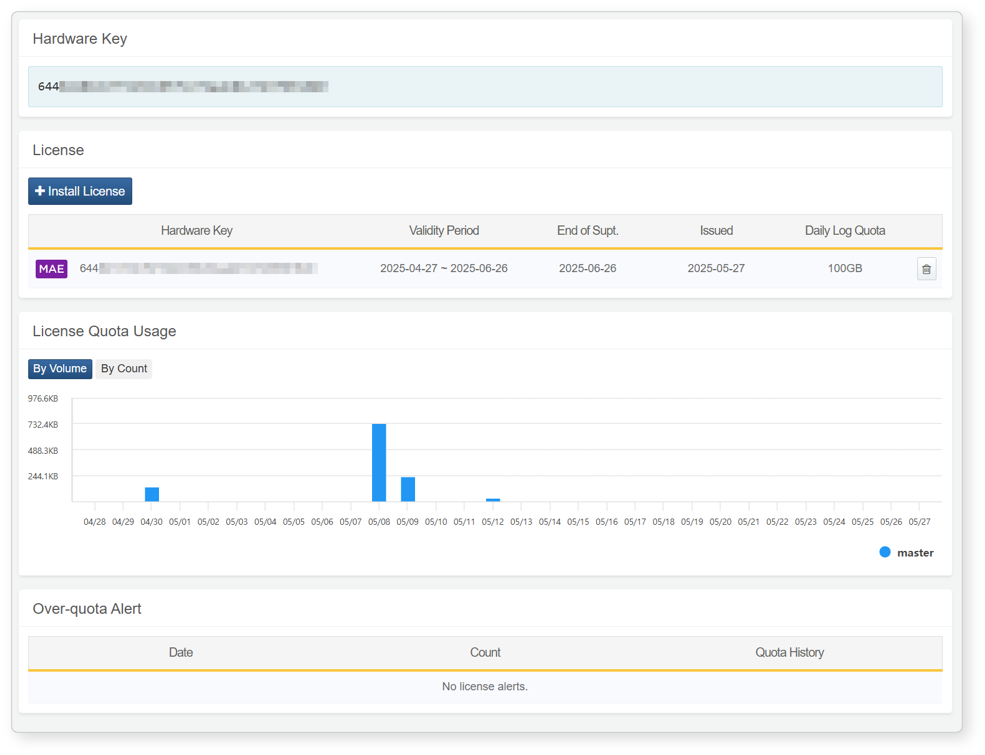 Hardware Key
644
License
+ Install License
Hardware Key Validity Period End of Supt. Issued Daily Log Quota
MAE 644 2025-04-27 ~ 2025-06-26 2025-06-26 2025-05-27 100GB
License Quota Usage
By Volume By Count
976.6KB
732.4KB
488.3KB
244.1KB
04/28 04/29 04/30 05/01 05/02 05/03 05/04 05/05 05/06 05/07 05/08 05/09 05/10 05/11 05/12 05/13 05/14 05/15 05/16 05/17 05/18 05/19 05/20 05/21 05/22 05/23 05/24 05/25 05/26 05/27
master
Over-quota Alert
Date Count Quota History
No license alerts.